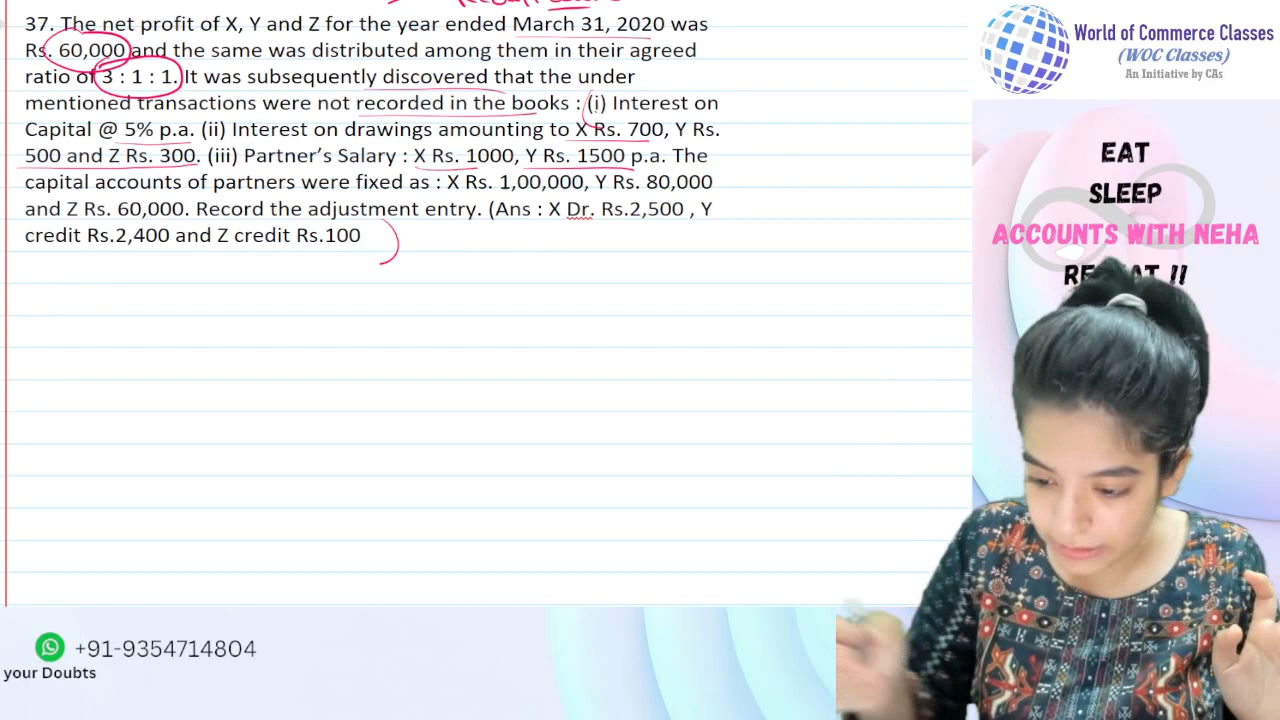 37. The net profit of X, Y and Z for the year ended March 31, 2020 was
Rs. 60,000 and the same was distributed among them in their agreed
ratio of 3 : 1 : 1. It was subsequently discovered that the under
mentioned transactions were not recorded in the books : (i) Interest on
Capital @ 5% p.a. (ii) Interest on drawings amounting to X Rs. 700, Y Rs.
500 and Z Rs. 300. (iii) Partner's Salary : X Rs. 1000, Y Rs. 1500 p.a. The
capital accounts of partners were fixed as : X Rs. 1,00,000, Y Rs. 80,000
and Z Rs. 60,000. Record the adjustment entry. (Ans : X Dr. Rs.2,500 , Y
credit Rs.2,400 and Z credit Rs.100
World of Commerce Classes
(WOC Classes)
An Initiative by CAs
EAT
SLEEP
ACCOUNTS WITH NEHA
REPEAT !!
+91-9354714804
your Doubts